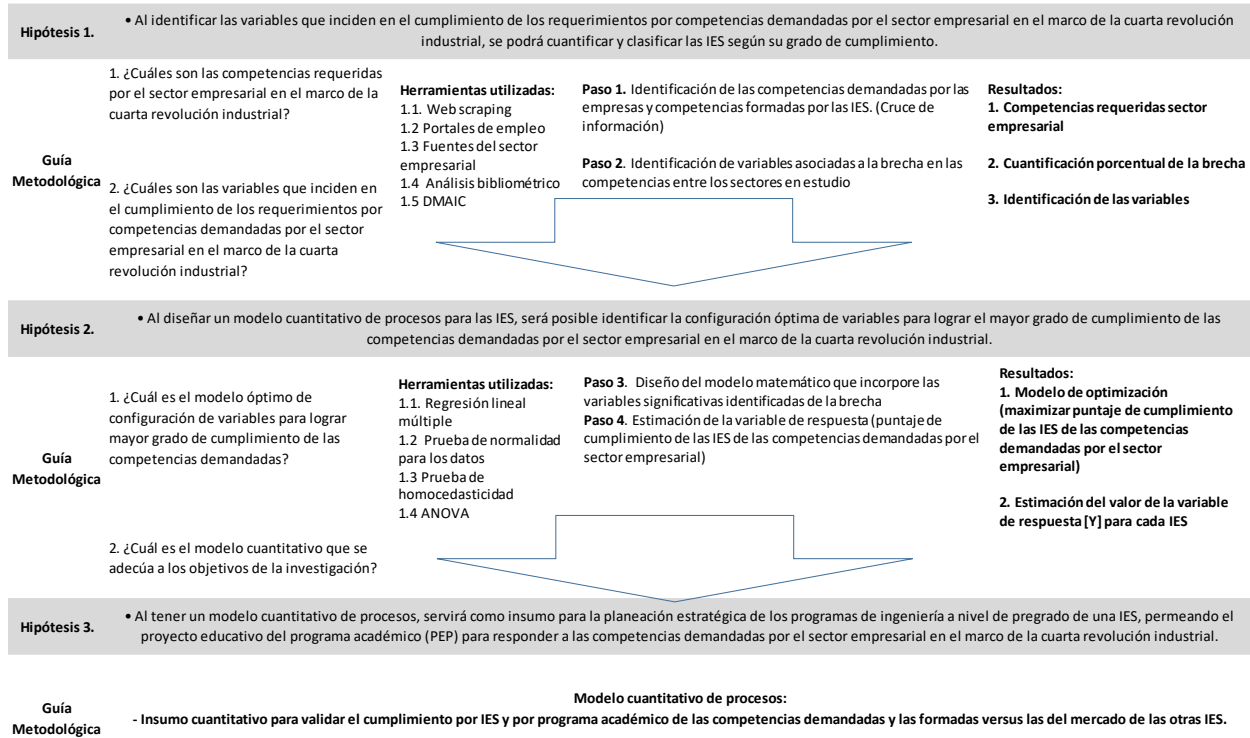 Hipótesis 1.
• Al identificar las variables que inciden en el cumplimiento de los requerimientos por competencias demandadas por el sector empresarial en el marco de la cuarta revolución
industrial, se podrá cuantificar y clasificar las IES según su grado de cumplimiento.
Guía
Metodológica
1. ¿Cuáles son las competencias requeridas
por el sector empresarial en el marco de la
cuarta revolución industrial?
2. ¿Cuáles son las variables que inciden en
el cumplimiento de los requerimientos por
competencias demandadas por el sector
empresarial en el marco de la cuarta
revolución industrial?
Herramientas utilizadas:
1.1. Web scraping
1.2 Portales de empleo
1.3 Fuentes del sector
empresarial
1.4 Análisis bibliométrico
1.5 DMAIC
Paso 1. Identificación de las competencias demandadas por las
empresas y competencias formadas por las IES. (Cruce de
información)
Paso 2. Identificación de variables asociadas a la brecha en las
competencias entre los sectores en estudio
Resultados:
1. Competencias requeridas sector
empresarial
2. Cuantificación porcentual de la brecha
3. Identificación de las variables
Hipótesis 2.
• Al diseñar un modelo cuantitativo de procesos para las IES, será posible identificar la configuración óptima de variables para lograr el mayor grado de cumplimiento de las
competencias demandadas por el sector empresarial en el marco de la cuarta revolución industrial.
Guía
Metodológica
1. ¿Cuál es el modelo óptimo de
configuración de variables para lograr
mayor grado de cumplimiento de las
competencias demandadas?
2. ¿Cuál es el modelo cuantitativo que se
adecúa a los objetivos de la investigación?
Herramientas utilizadas:
1.1. Regresión lineal
múltiple
1.2 Prueba de normalidad
para los datos
1.3 Prueba de
homocedasticidad
1.4 ANOVA
Paso 3. Diseño del modelo matemático que incorpore las
variables significativas identificadas de la brecha
Paso 4. Estimación de la variable de respuesta (puntaje de
cumplimiento de las IES de las competencias demandadas por el
sector empresarial)
Resultados:
1. Modelo de optimización
(maximizar puntaje de cumplimiento
de las IES de las competencias
demandadas por el sector
empresarial)
2. Estimación del valor de la variable
de respuesta [Y] para cada IES
Hipótesis 3.
• Al tener un modelo cuantitativo de procesos, servirá como insumo para la planeación estratégica de los programas de ingeniería a nivel de pregrado de una IES, permeando el
proyecto educativo del programa académico (PEP) para responder a las competencias demandadas por el sector empresarial en el marco de la cuarta revolución industrial.
Guía
Metodológica
Modelo cuantitativo de procesos:
- Insumo cuantitativo para validar el cumplimiento por IES y por programa académico de las competencias demandadas y las formadas versus las del mercado de las otras IES.